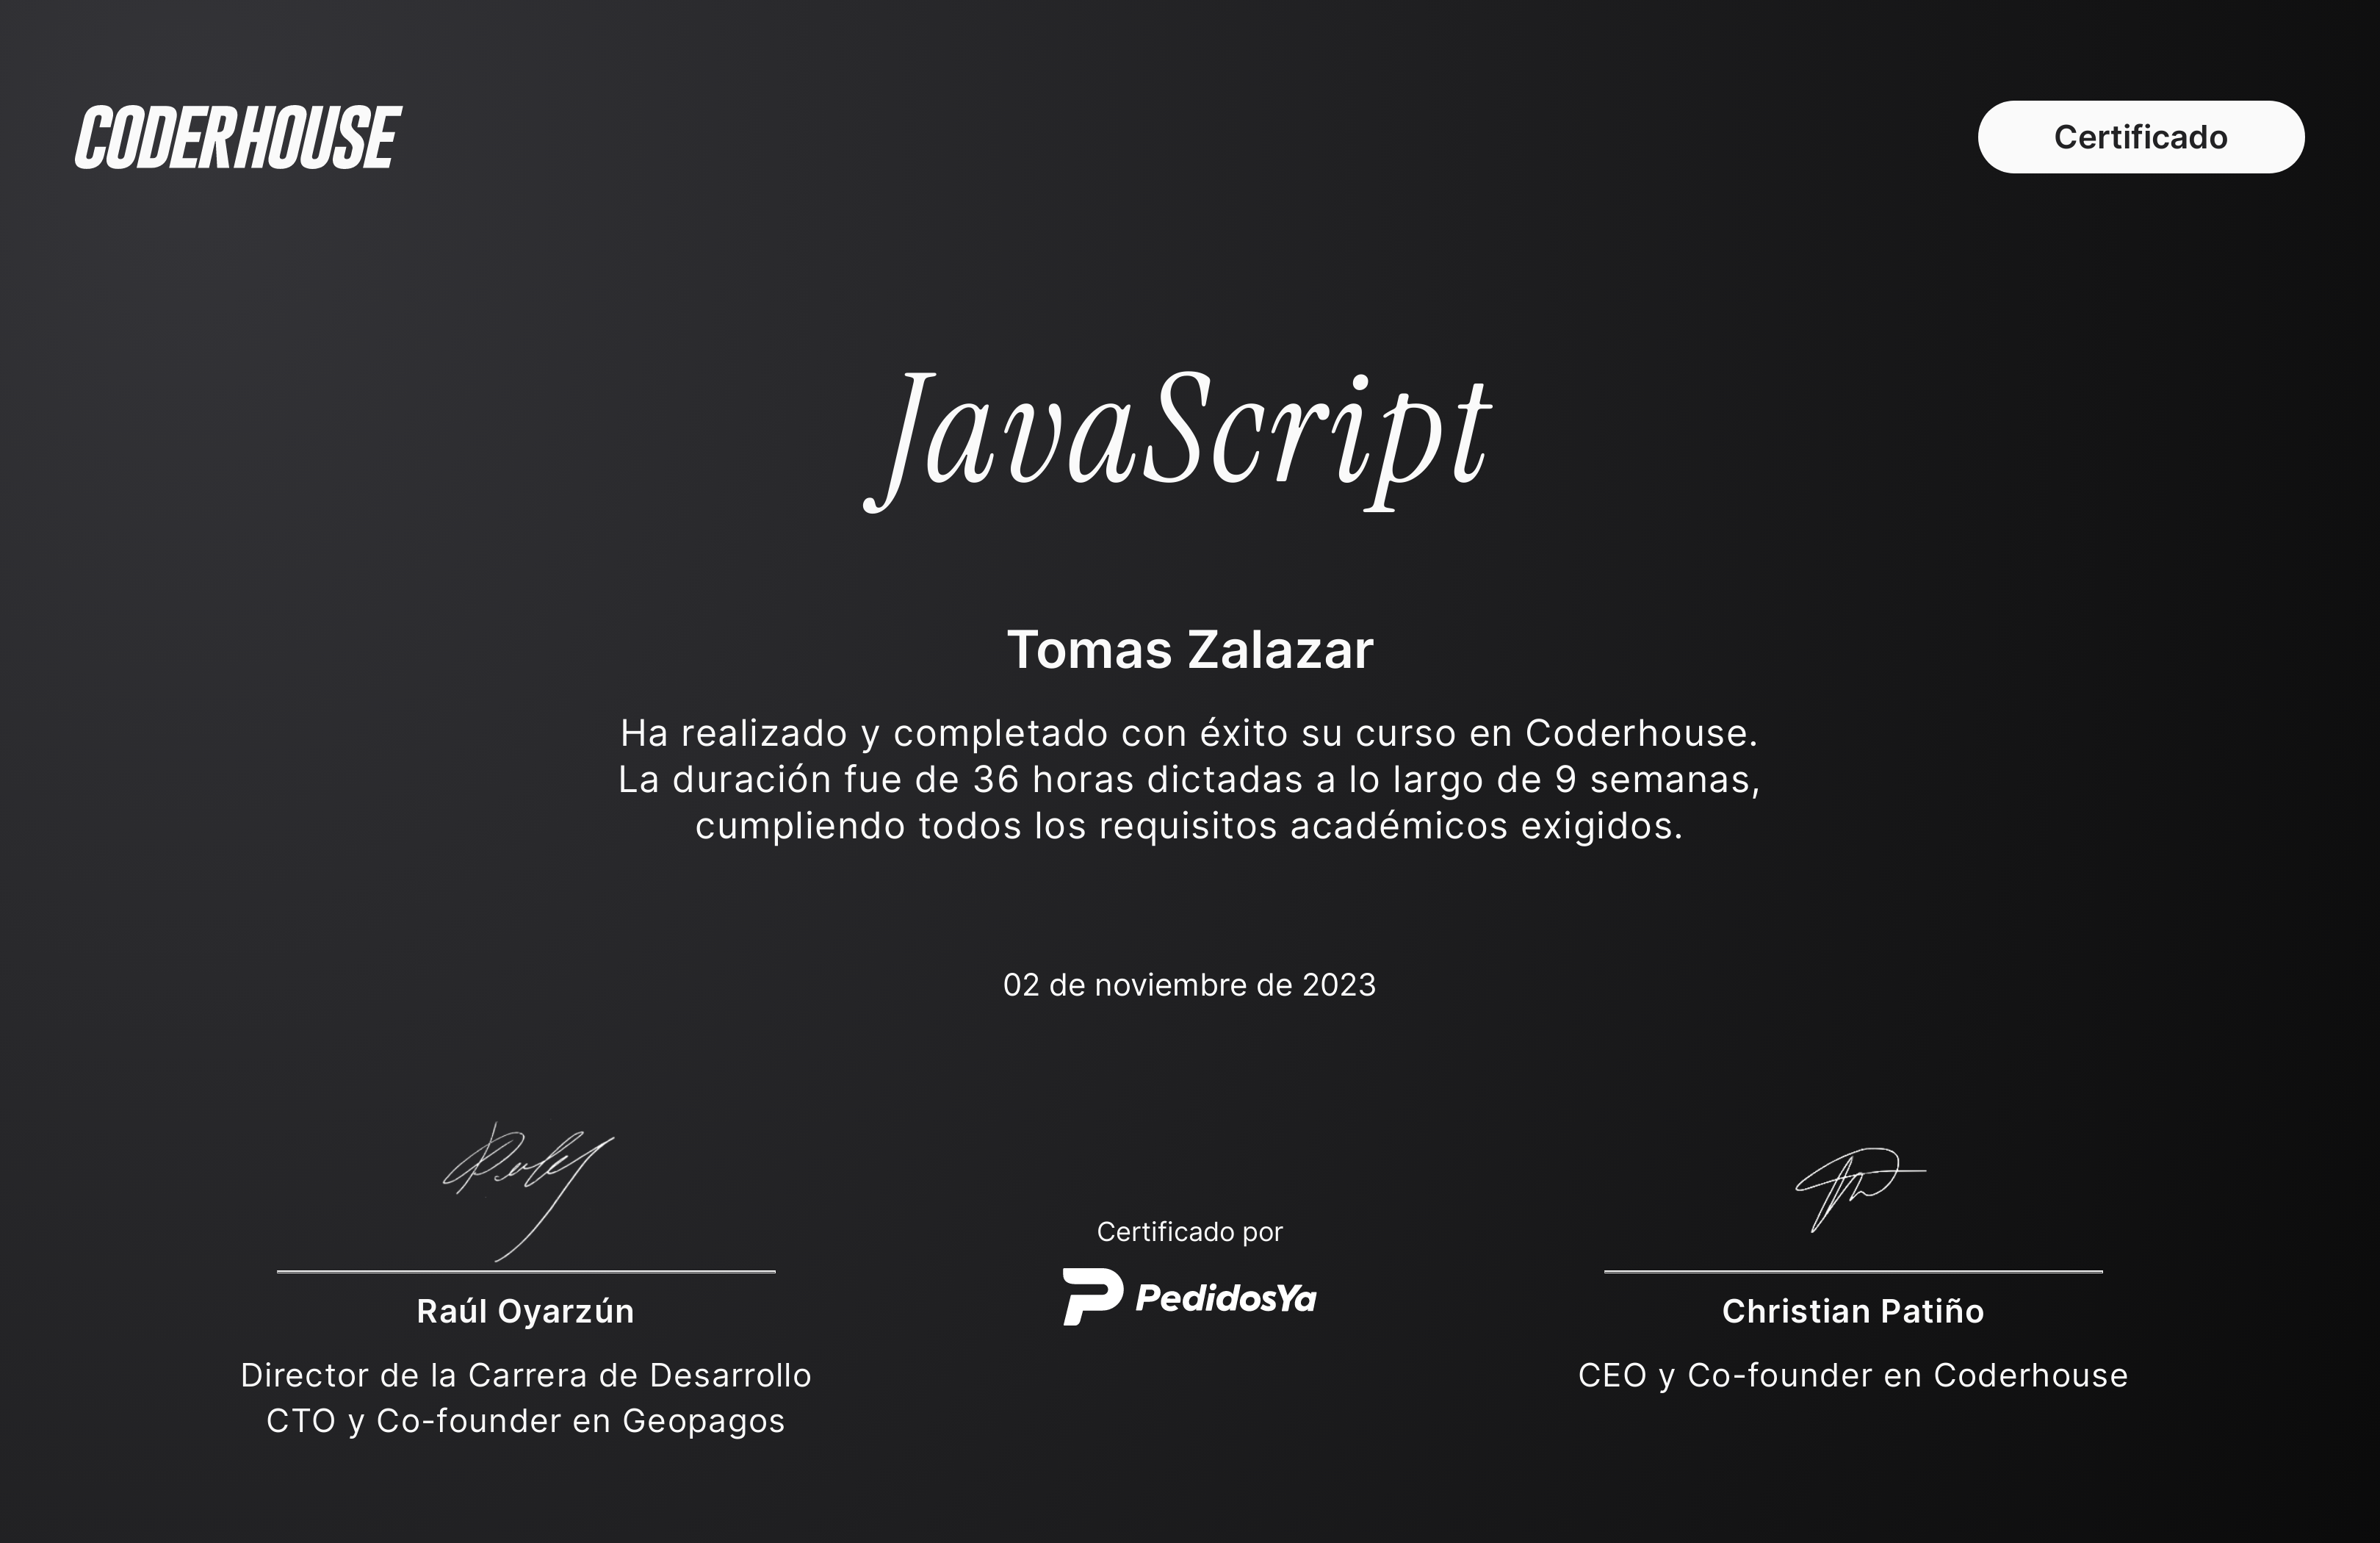 CODERHOUSE
Certificado
JavaScript
Tomas Zalazar
Ha realizado y completado con éxito su curso en Coderhouse.
La duración fue de 36 horas dictadas a lo largo de 9 semanas,
cumpliendo todos los requisitos académicos exigidos.
02 de noviembre de 2023
Raúl Oyarzún
Director de la Carrera de Desarrollo
CTO y Co-founder en Geopagos
Certificado por
PedidosYa
Christian Patiño
CEO y Co-founder en Coderhouse